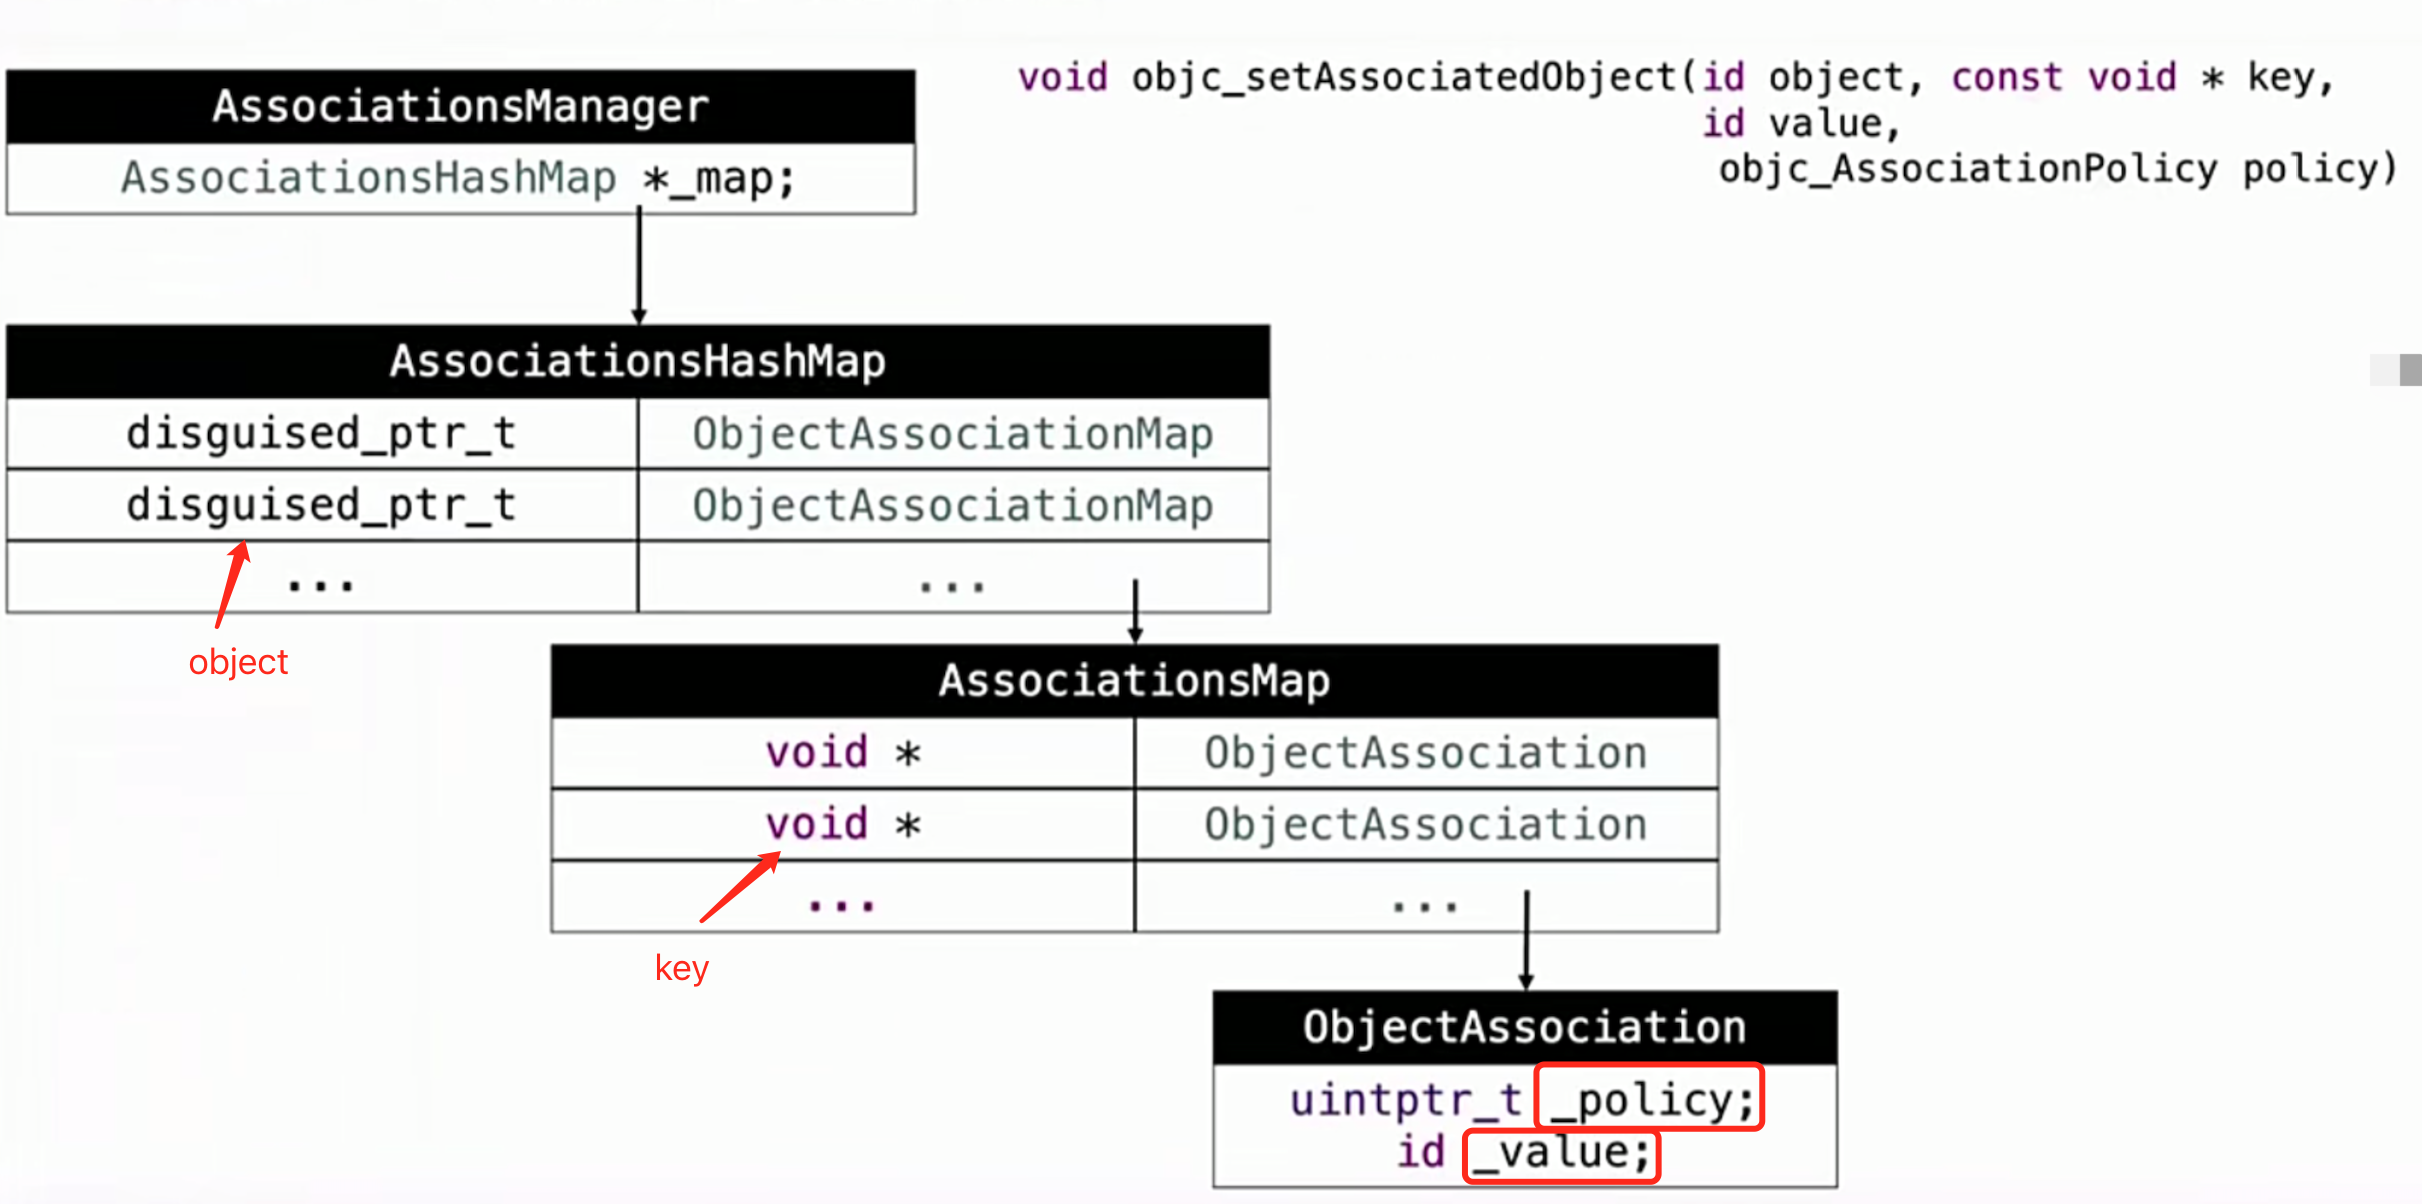 AssociationsManager
AssociationsHashMap *_map;
void objc_setAssociatedObject(id object, const void * key,
id value,
objc_AssociationPolicy policy)
AssociationsHashMap
disguised_ptr_t ObjectAssociationMap
disguised_ptr_t ObjectAssociationMap
... ...
object
AssociationsMap
void * ObjectAssociation
void * ObjectAssociation
... ...
key
ObjectAssociation
uintptr_t _policy;
id _value;